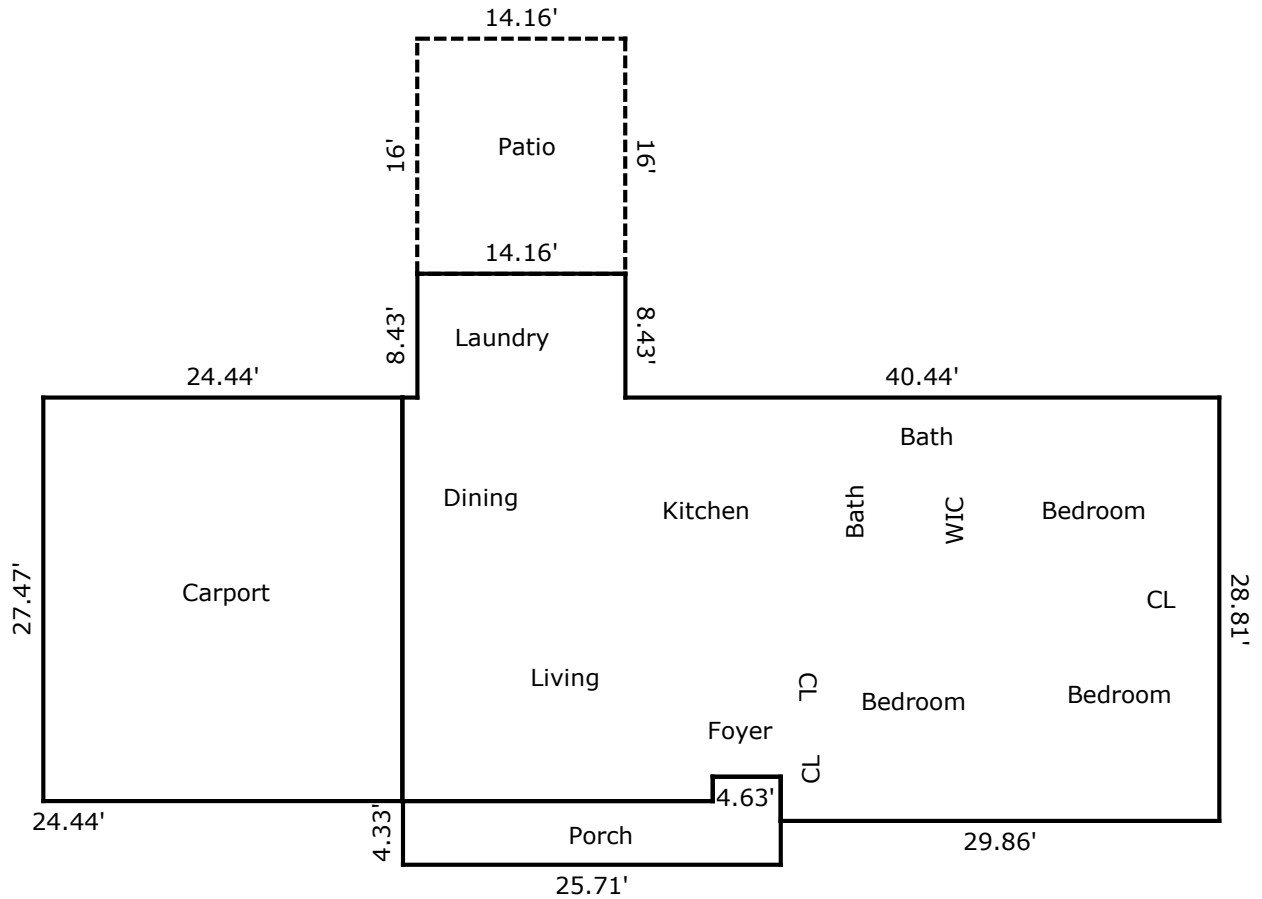 14.16'
16'
Patio
16'
14.16'
8.43'
Laundry
8.43'
24.44'
40.44'
Bath
Dining
Kitchen
Bath
WIC
Bedroom
27.47'
Carport
CL
28.81'
Living
CL
Bedroom
Bedroom
Foyer
CL
4.63'
24.44'
4.33'
Porch
29.86'
25.71'